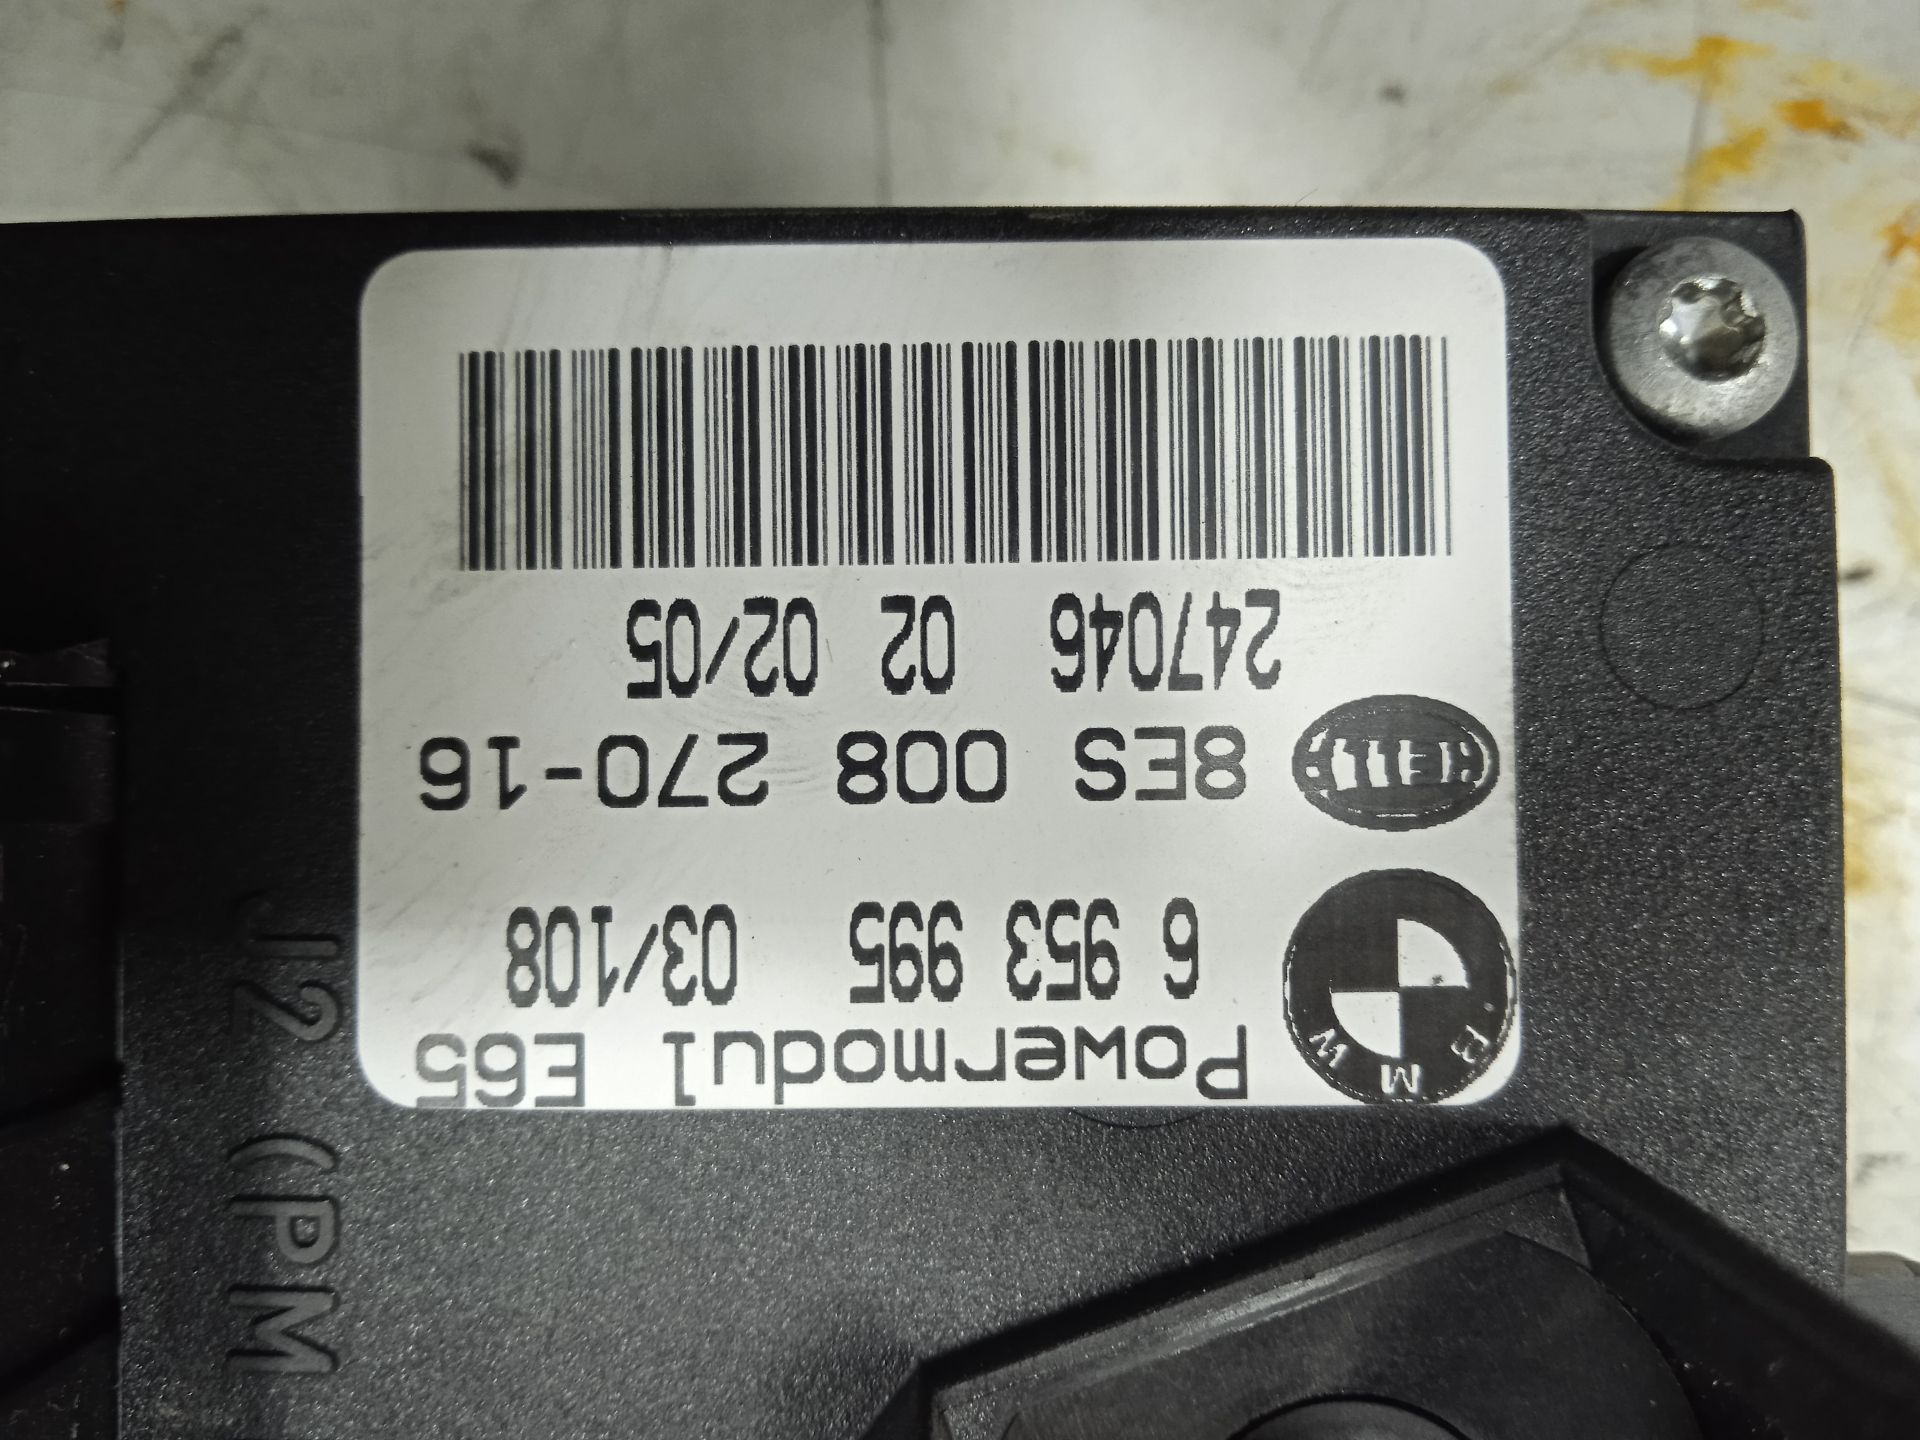 Powermodul E65
BMW
6 953 995 03/108
HELLA
8ES 008 270-16
247046 02 02/05
J2 (PM